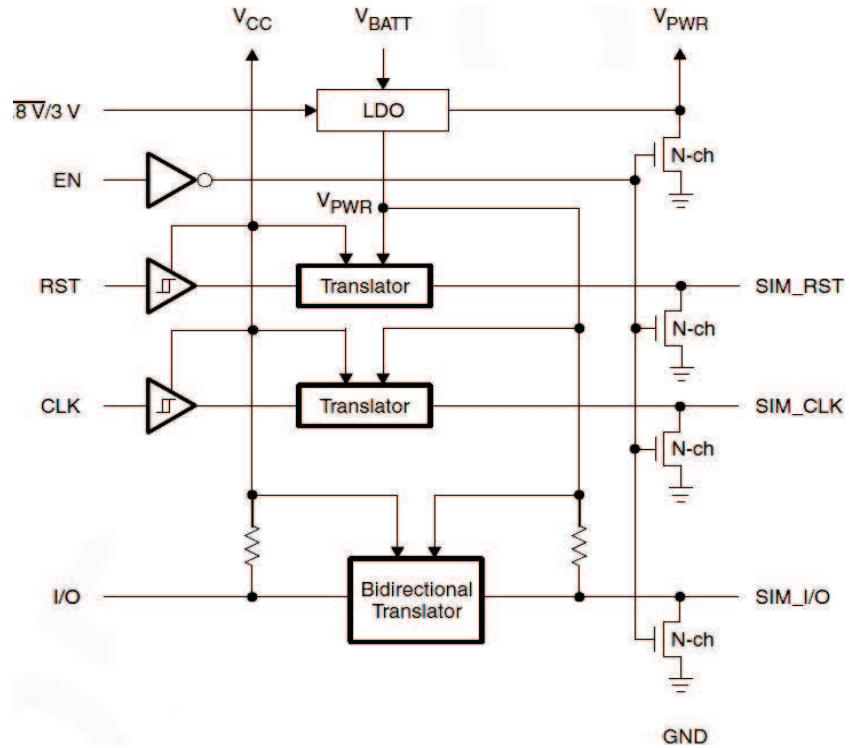 VCC
VBATT
VPWR
.8 V/3 V
LDO
EN
N-ch
VPWR
RST
Translator
SIM_RST
N-ch
CLK
Translator
SIM_CLK
N-ch
I/O
Bidirectional
Translator
SIM_I/O
N-ch
GND